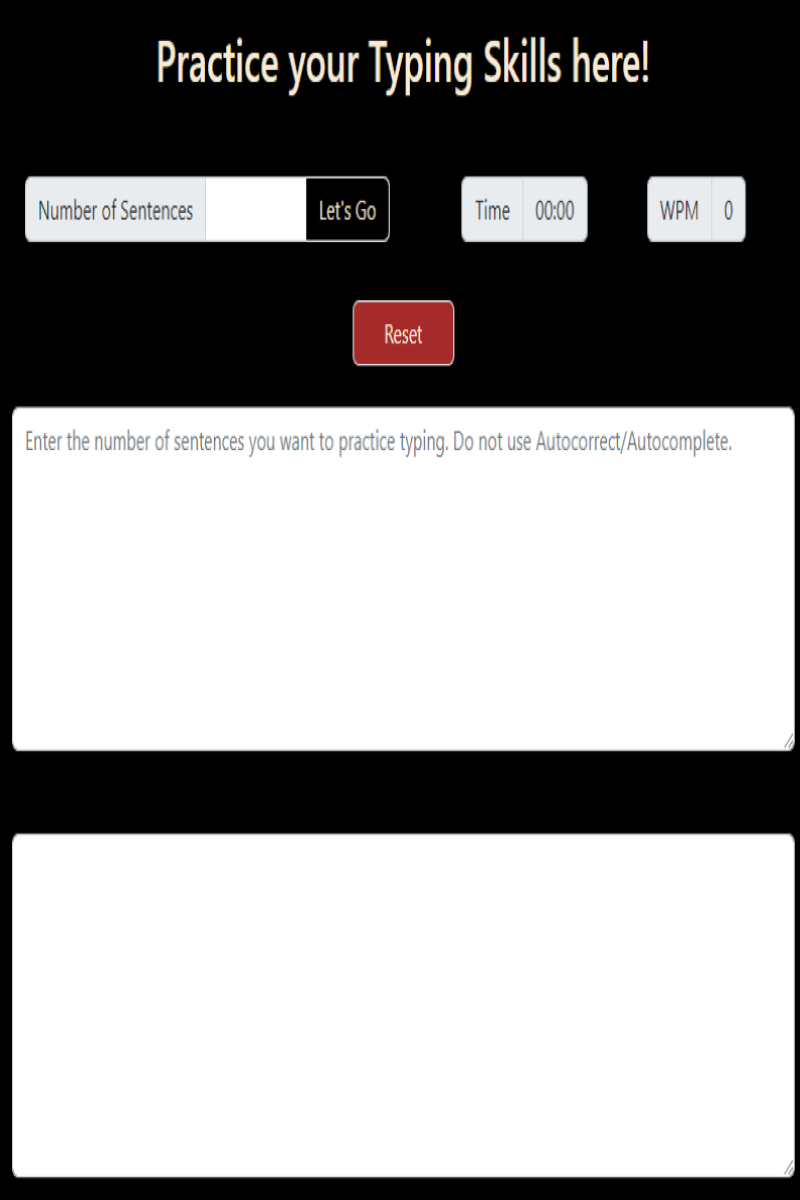 Practice your Typing Skills here!
Number of Sentences Let's Go Time 00:00 WPM 0
Reset
Enter the number of sentences you want to practice typing. Do not use Autocorrect/Autocomplete.